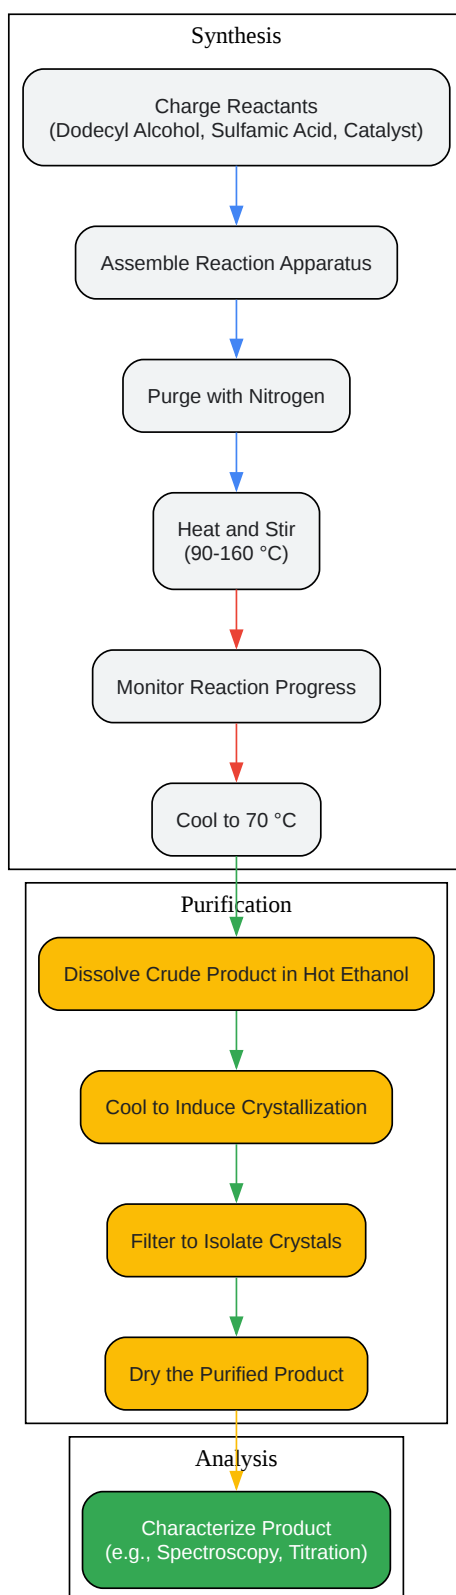 Synthesis
Charge Reactants
(Dodecyl Alcohol, Sulfamic Acid, Catalyst)
Assemble Reaction Apparatus
Purge with Nitrogen
Heat and Stir
(90-160 °C)
Monitor Reaction Progress
Cool to 70 °C
Purification
Dissolve Crude Product in Hot Ethanol
Cool to Induce Crystallization
Filter to Isolate Crystals
Dry the Purified Product
Analysis
Characterize Product
(e.g., Spectroscopy, Titration)